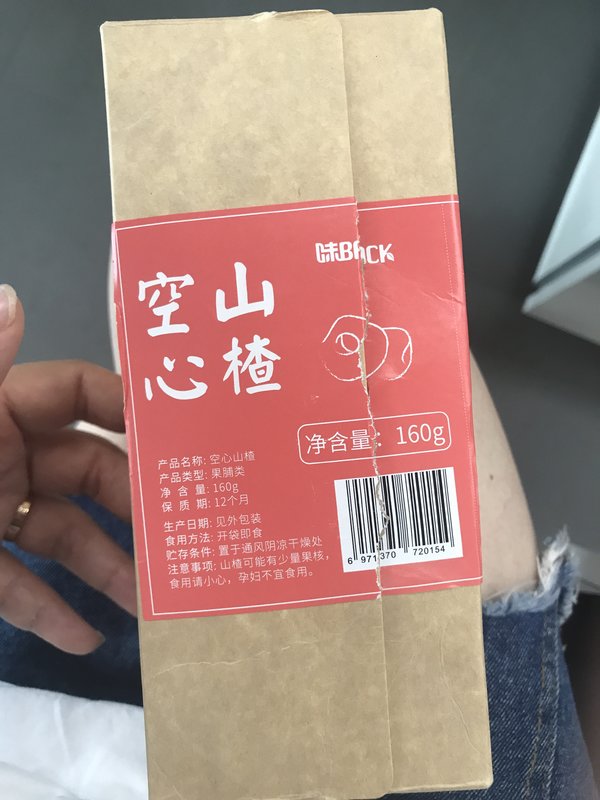 味BACK
山楂
空心
净含量：160g
产品名称: 空心山楂
产品类型: 果脯类
净 含 量: 160g
保 质 期: 12个月
生产日期: 见外包装
食用方法: 开袋即食
贮存条件: 置于通风阴凉干燥处
注意事项: 山楂可能有少量果核，
食用请小心，孕妇不宜食用。
6 971370 720154